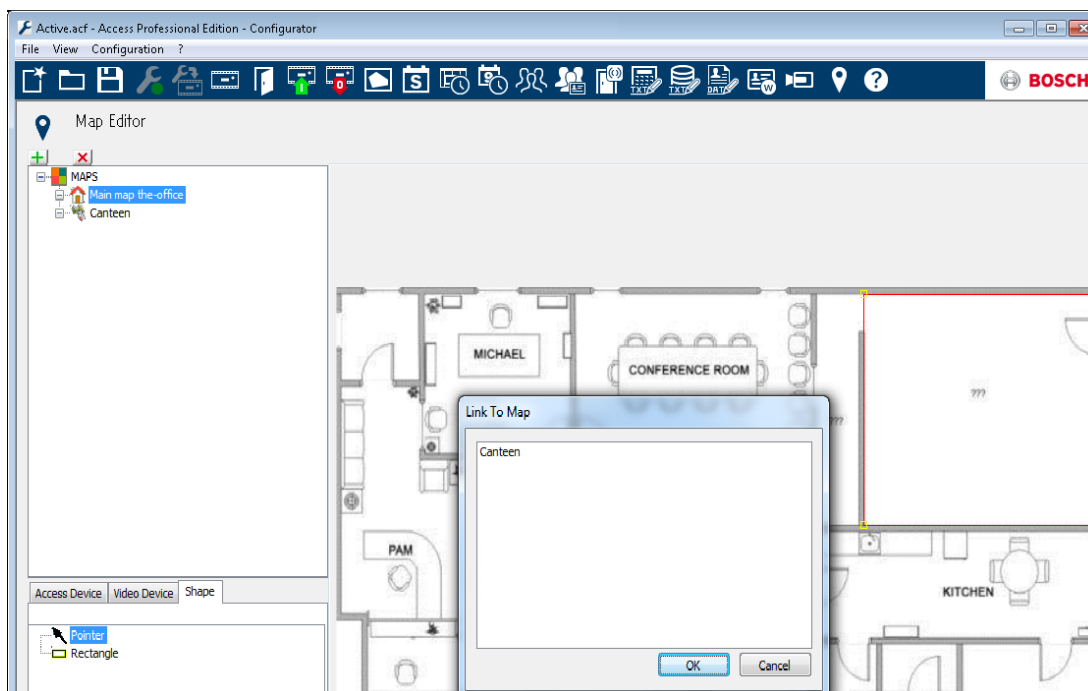 Active.acf - Access Professional Edition - Configurator
File View Configuration ?
S
TXT TXT DAT W ?
BOSCH
Map Editor
MAPS
Main map the-office
Canteen
MICHAEL
CONFERENCE ROOM
???
Link To Map
???
Canteen
PAM
KITCHEN
Access Device Video Device Shape
Pointer
Rectangle
OK Cancel